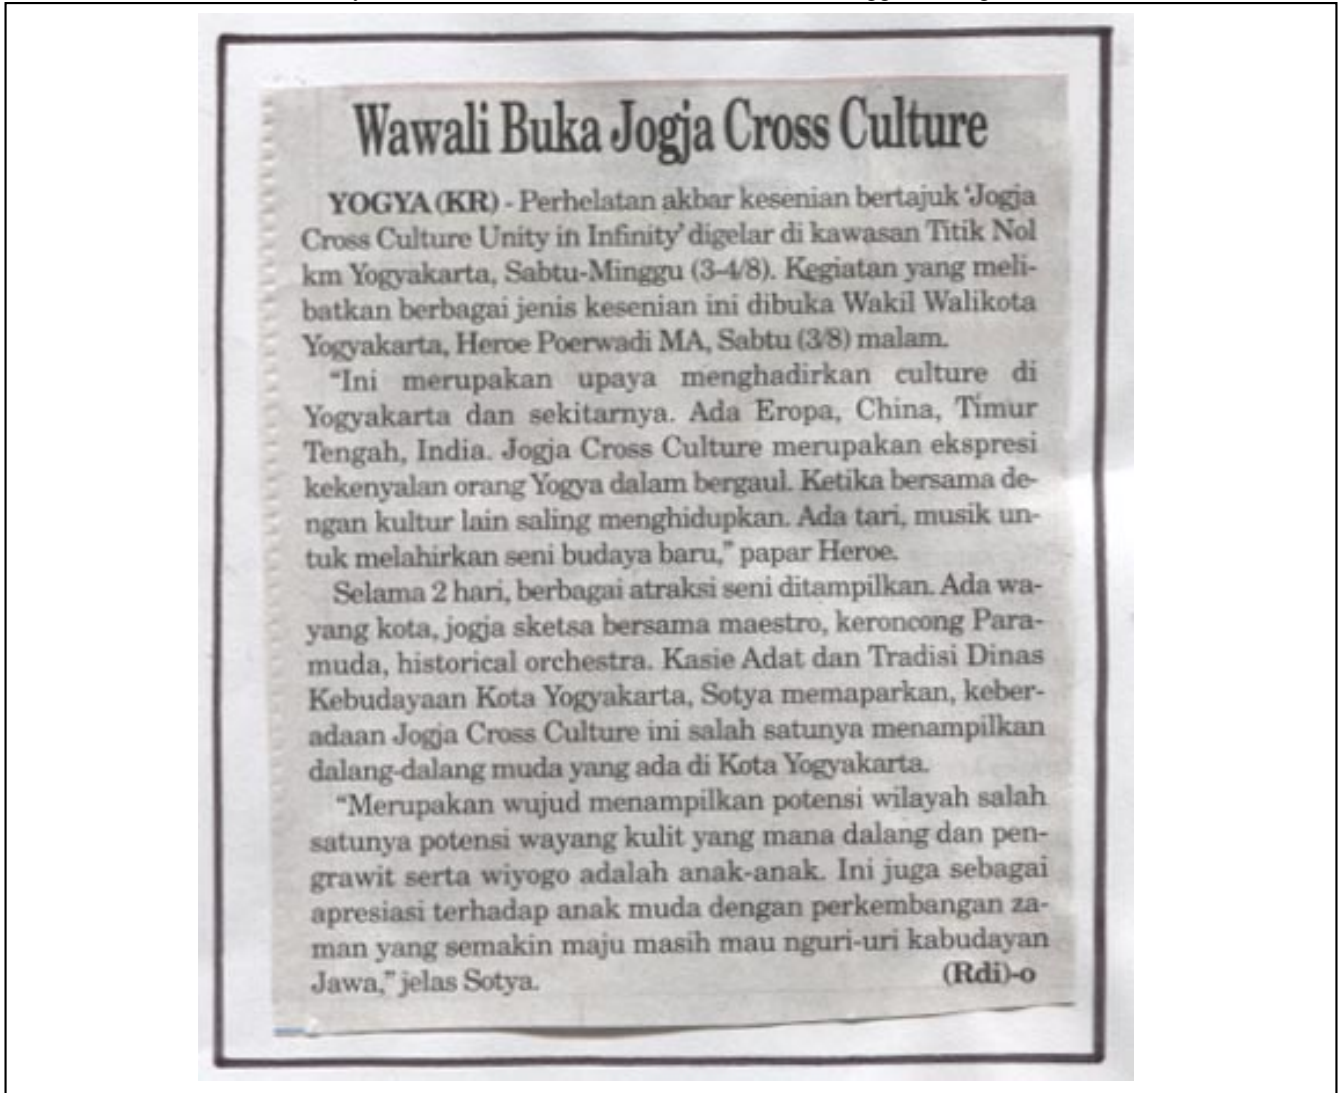 Wawali Buka Jogja Cross Culture
YOGYA (KR) - Perhelatan akbar kesenian bertajuk 'Jogja
Cross Culture Unity in Infinity' digelar di kawasan Titik Nol
km Yogyakarta, Sabtu-Minggu (3-4/8). Kegiatan yang meli-
batkan berbagai jenis kesenian ini dibuka Wakil Walikota
Yogyakarta, Heroe Poerwadi MA, Sabtu (3/8) malam.
"Ini merupakan upaya menghadirkan culture di
Yogyakarta dan sekitarnya. Ada Eropa, China, Timur
Tengah, India. Jogja Cross Culture merupakan ekspresi
kekenyalan orang Yogya dalam bergaul. Ketika bersama de-
ngan kultur lain saling menghidupkan. Ada tari, musik un-
tuk melahirkan seni budaya baru," papar Heroe.
Selama 2 hari, berbagai atraksi seni ditampilkan. Ada wa-
yang kota, jogja sketsa bersama maestro, keroncong Para-
muda, historical orchestra. Kasie Adat dan Tradisi Dinas
Kebudayaan Kota Yogyakarta, Sotya memaparkan, keber-
adaan Jogja Cross Culture ini salah satunya menampilkan
dalang-dalang muda yang ada di Kota Yogyakarta.
"Merupakan wujud menampilkan potensi wilayah salah
satunya potensi wayang kulit yang mana dalang dan pen-
grawit serta wiyogo adalah anak-anak. Ini juga sebagai
apresiasi terhadap anak muda dengan perkembangan za-
man yang semakin maju masih mau nguri-uri kabudayan
Jawa," jelas Sotya. (Rdi)-o